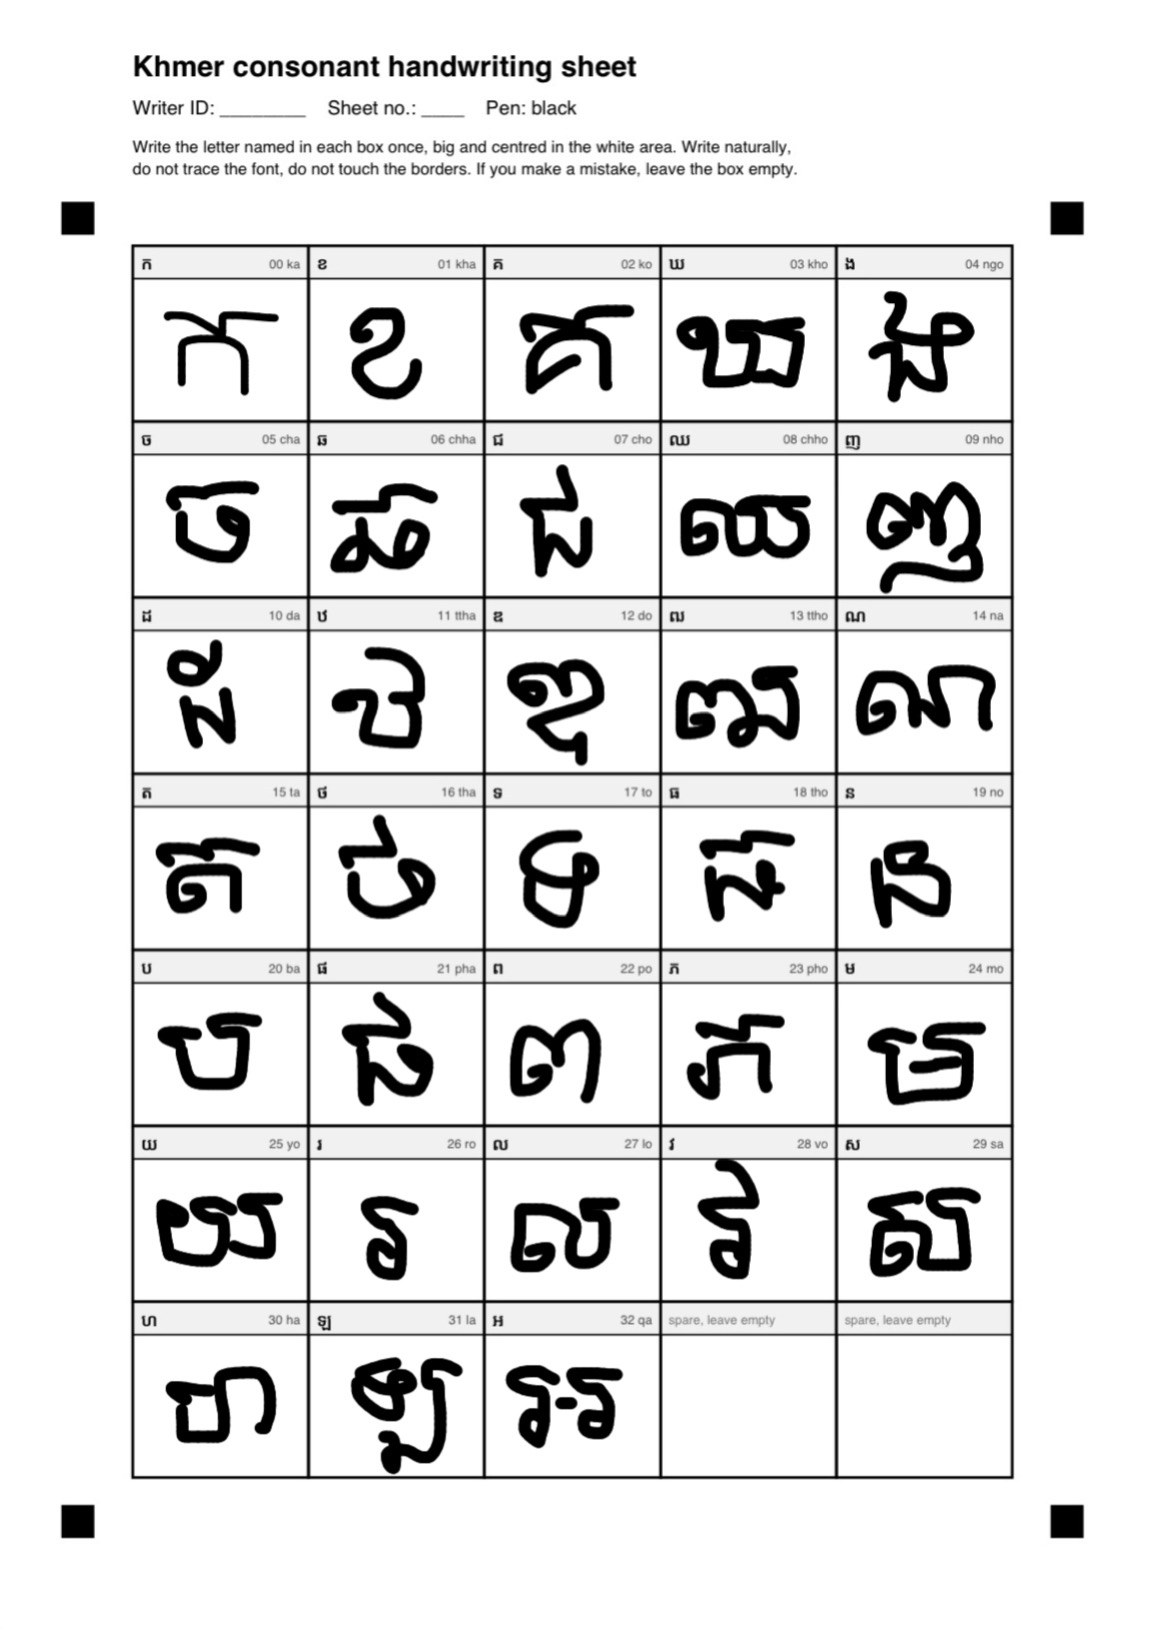 Khmer consonant handwriting sheet
Writer ID: ________ Sheet no.: ____ Pen: black
Write the letter named in each box once, big and centred in the white area. Write naturally,
do not trace the font, do not touch the borders. If you make a mistake, leave the box empty.
ក 00 ka ខ 01 kha គ 02 ko ឃ 03 kho ង 04 ngo
ក ខ គ ឃ ង
ច 05 cha ឆ 06 chha ជ 07 cho ឈ 08 chho ញ 09 nho
ច ឆ ជ ឈ ញ
ដ 10 da ឋ 11 ttha ឌ 12 do ឍ 13 ttho ណ 14 na
ដ ឋ ឌ ឍ ណ
ត 15 ta ថ 16 tha ទ 17 to ធ 18 tho ន 19 no
ត ថ ទ ធ ន
ប 20 ba ផ 21 pha ព 22 po ភ 23 pho ម 24 mo
ប ផ ព ភ ម
យ 25 yo រ 26 ro ល 27 lo វ 28 vo ស 29 sa
យ រ ល វ ស
ហ 30 ha ឡ 31 la អ 32 qa spare, leave empty spare, leave empty
ហ ឡ អ